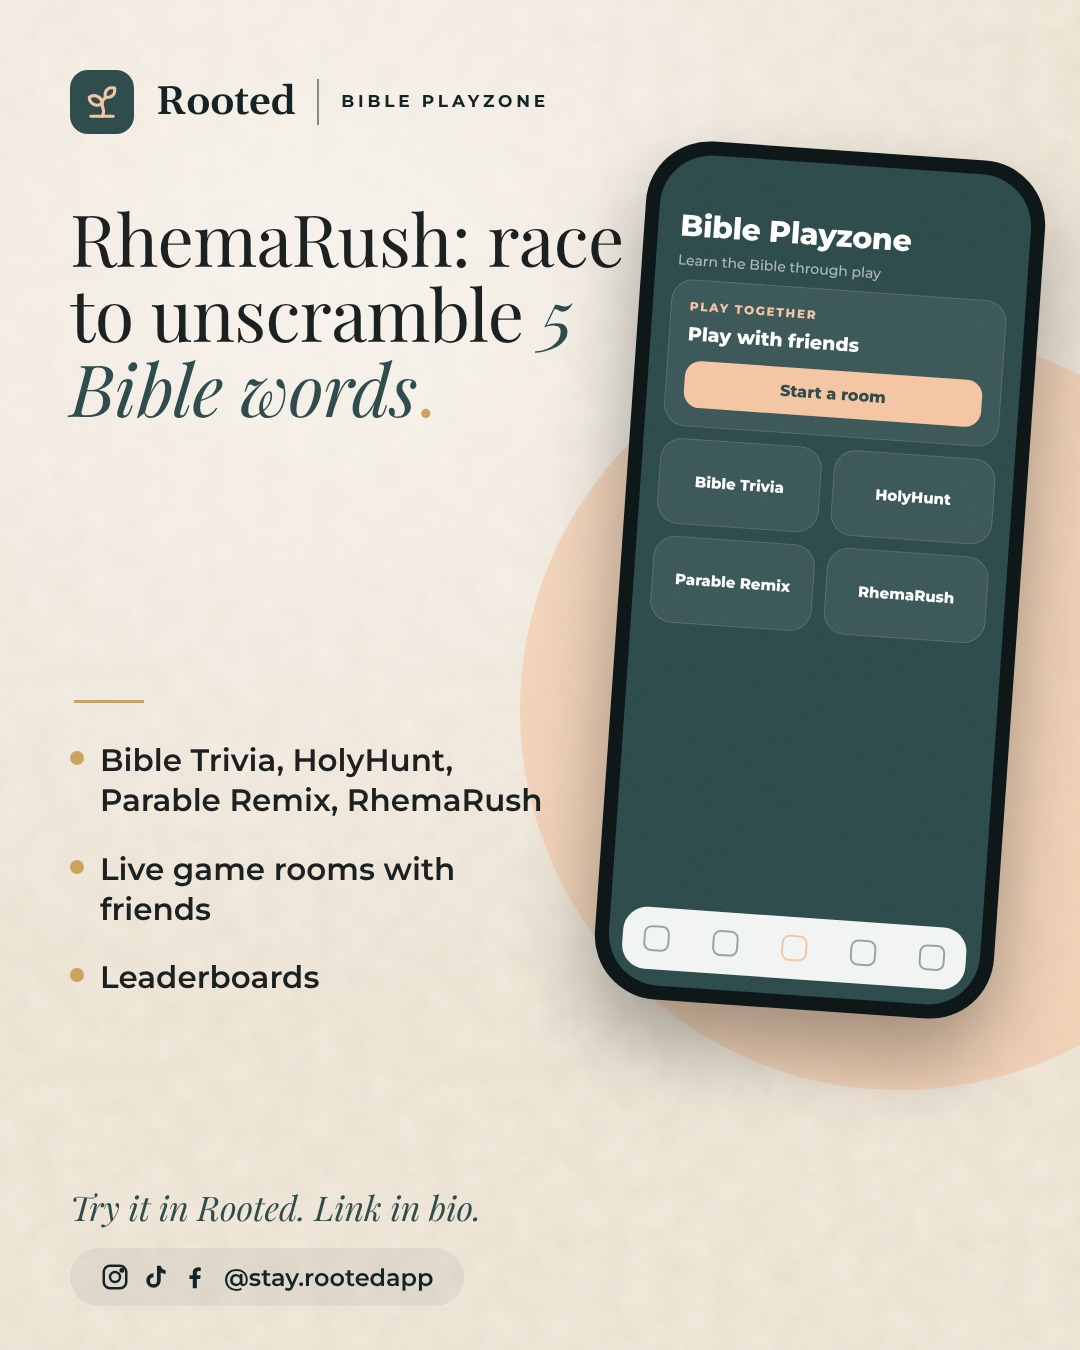 Rooted
BIBLE PLAYZONE
RhemaRush: race
to unscramble 5
Bible words.
Bible Playzone
Learn the Bible through play
PLAY TOGETHER
Play with friends
Start a room
Bible Trivia
HolyHunt
Parable Remix
RhemaRush
Bible Trivia, HolyHunt,
Parable Remix, RhemaRush
Live game rooms with
friends
Leaderboards
Try it in Rooted. Link in bio.
@stay.rootedapp